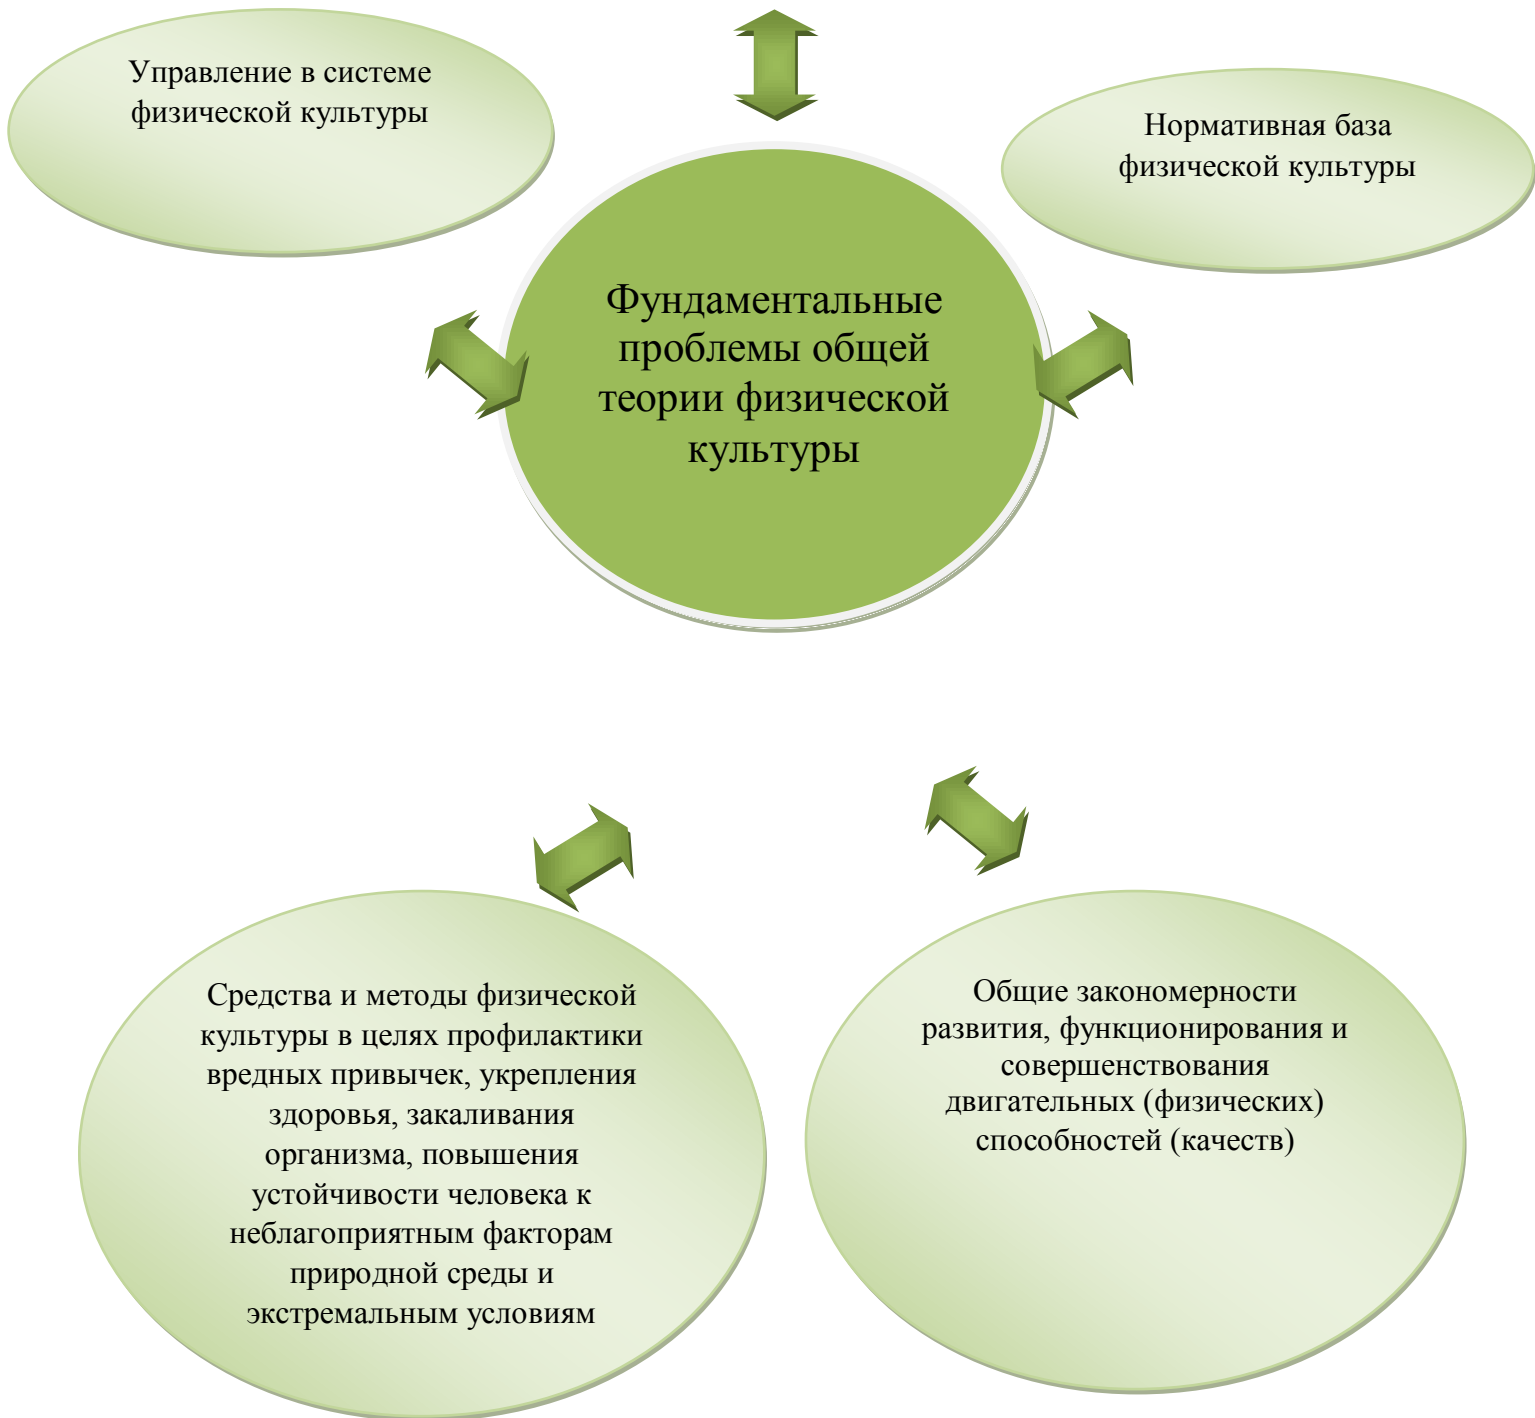 Управление в системе
физической культуры
Нормативная база
физической культуры
Фундаментальные
проблемы общей
теории физической
культуры
Средства и методы физической
культуры в целях профилактики
вредных привычек, укрепления
здоровья, закаливания
организма, повышения
устойчивости человека к
неблагоприятным факторам
природной среды и
экстремальным условиям
Общие закономерности
развития, функционирования и
совершенствования
двигательных (физических)
способностей (качеств)